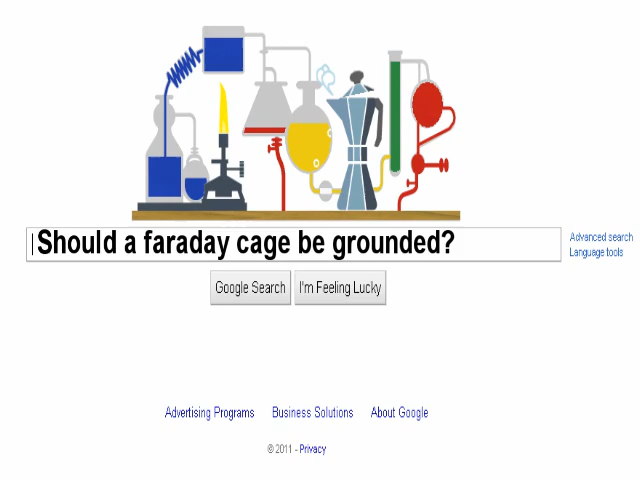 Should a faraday cage be grounded?
Advanced search
Language tools
Google Search
I'm Feeling Lucky
Advertising Programs
Business Solutions
About Google
© 2011 - Privacy